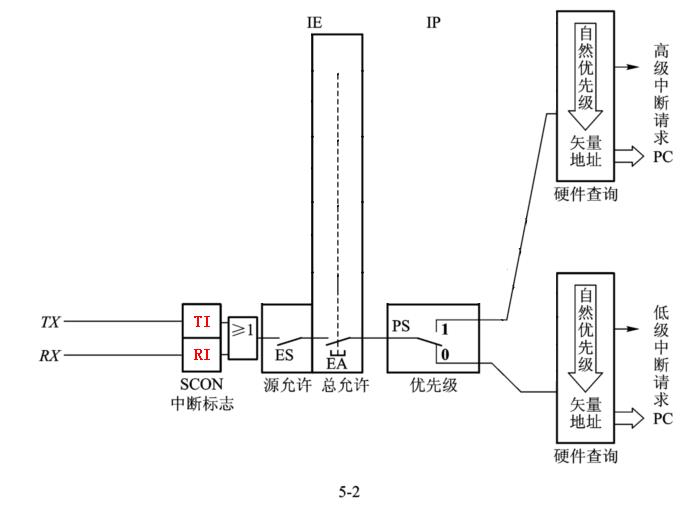 IE
IP
自然优先级
矢量
地址
高级中断请求
PC
硬件查询
TX
TI
RX
RI
≥1
ES
EA
PS
1
0
SCON
中断标志
源允许
总允许
优先级
自然优先级
矢量
地址
低级中断请求
PC
硬件查询
5-2